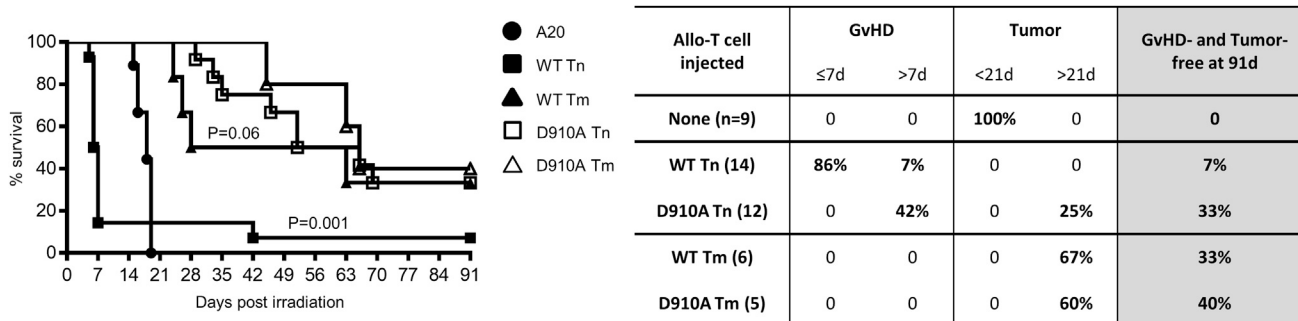 100
80
60
40
20
0
% survival
P=0.06
P=0.001
0 7 14 21 28 35 42 49 56 63 70 77 84 91
Days post irradiation
A20
WT Tn
WT Tm
D910A Tn
D910A Tm
Allo-T cell injected GvHD Tumor GvHD- and Tumor-free at 91d
≤7d >7d <21d >21d
None (n=9) 0 0 100% 0 0
WT Tn (14) 86% 7% 0 0 7%
D910A Tn (12) 0 42% 0 25% 33%
WT Tm (6) 0 0 0 67% 33%
D910A Tm (5) 0 0 0 60% 40%